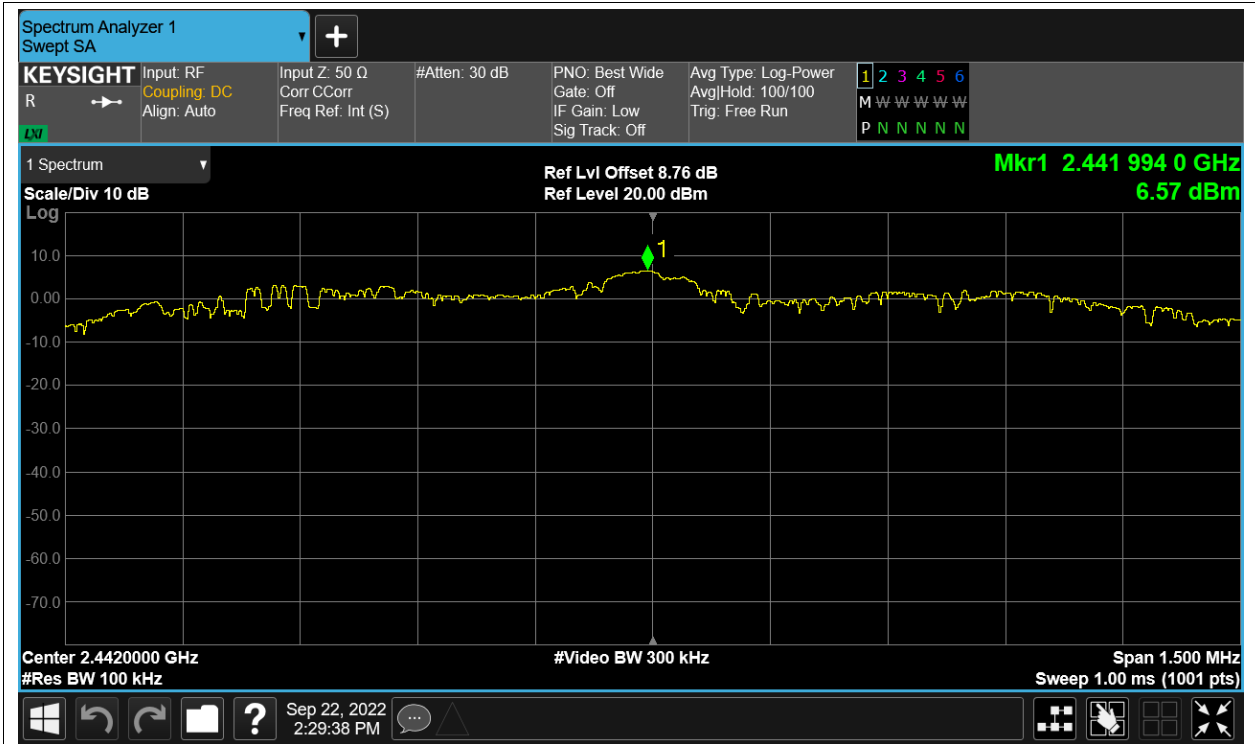 Spectrum Analyzer 1
Swept SA
KEYSIGHT
R
LXI
Input: RF
Coupling: DC
Align: Auto
Input Z: 50 Ω
Corr CCorr
Freq Ref: Int (S)
#Atten: 30 dB
PNO: Best Wide
Gate: Off
IF Gain: Low
Sig Track: Off
Avg Type: Log-Power
Avg|Hold: 100/100
Trig: Free Run
1 2 3 4 5 6
M W W W W W
P N N N N N
1 Spectrum
Scale/Div 10 dB
Log
Ref Lvl Offset 8.76 dB
Ref Level 20.00 dBm
Mkr1 2.441 994 0 GHz
6.57 dBm
1
10.0
0.00
-10.0
-20.0
-30.0
-40.0
-50.0
-60.0
-70.0
Center 2.4420000 GHz
#Res BW 100 kHz
#Video BW 300 kHz
Span 1.500 MHz
Sweep 1.00 ms (1001 pts)
?
Sep 22, 2022
2:29:38 PM